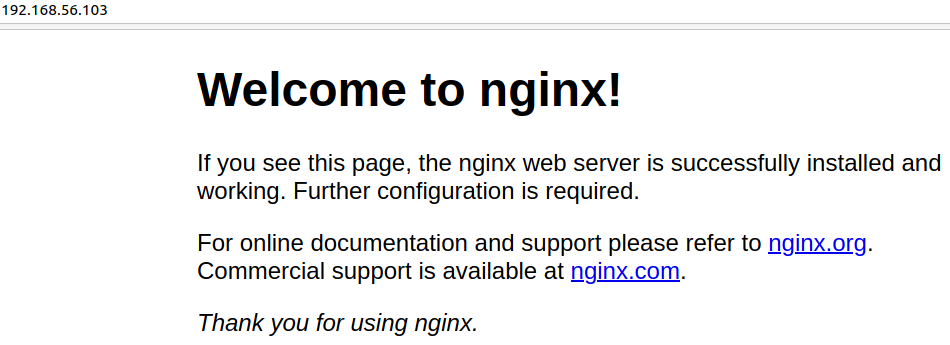 192.168.56.103
Welcome to nginx!
If you see this page, the nginx web server is successfully installed and
working. Further configuration is required.
For online documentation and support please refer to nginx.org.
Commercial support is available at nginx.com.
Thank you for using nginx.